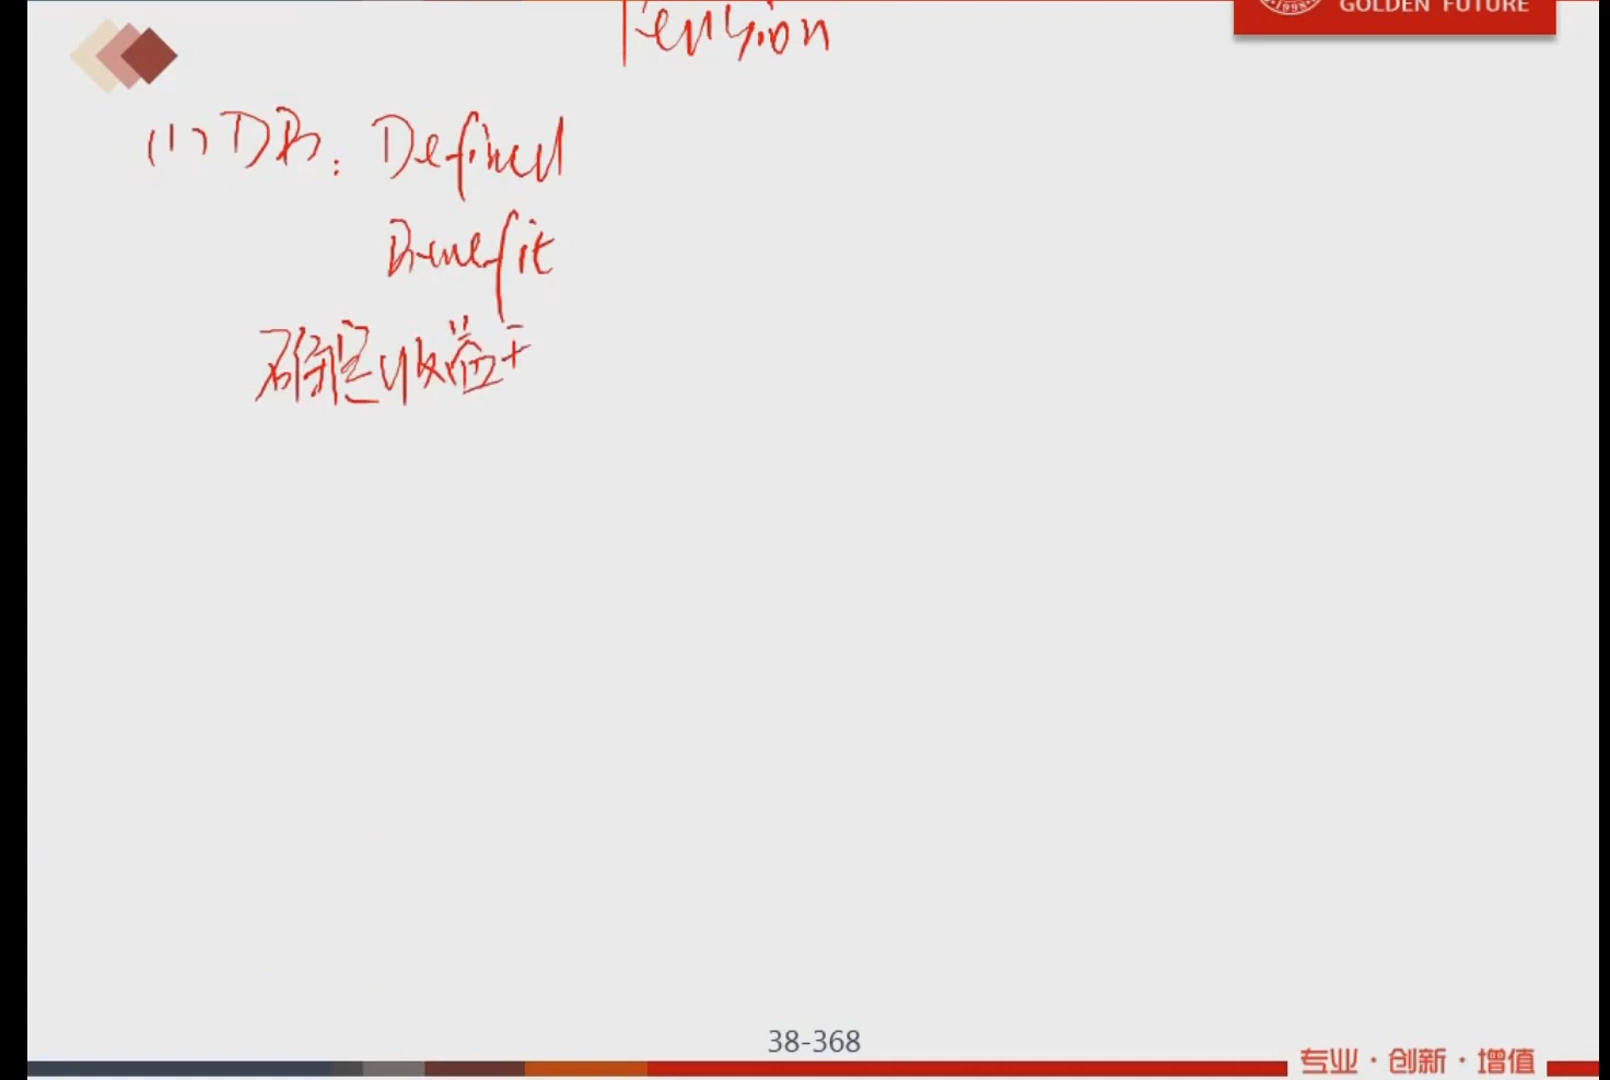 GOLDEN FUTURE
·1998·
Pension
(1) DB: Defined
Benefit
确定收益
38-368
专业·创新·增值